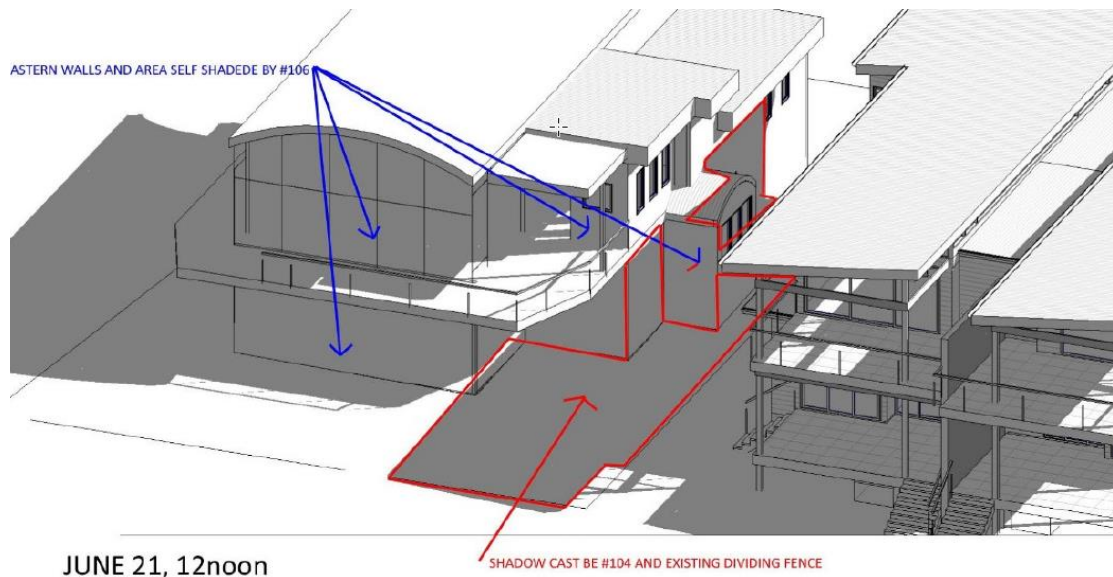 ASTERN WALLS AND AREA SELF SHADEDE BY #106
JUNE 21, 12noon
SHADOW CAST BE #104 AND EXISTING DIVIDING FENCE